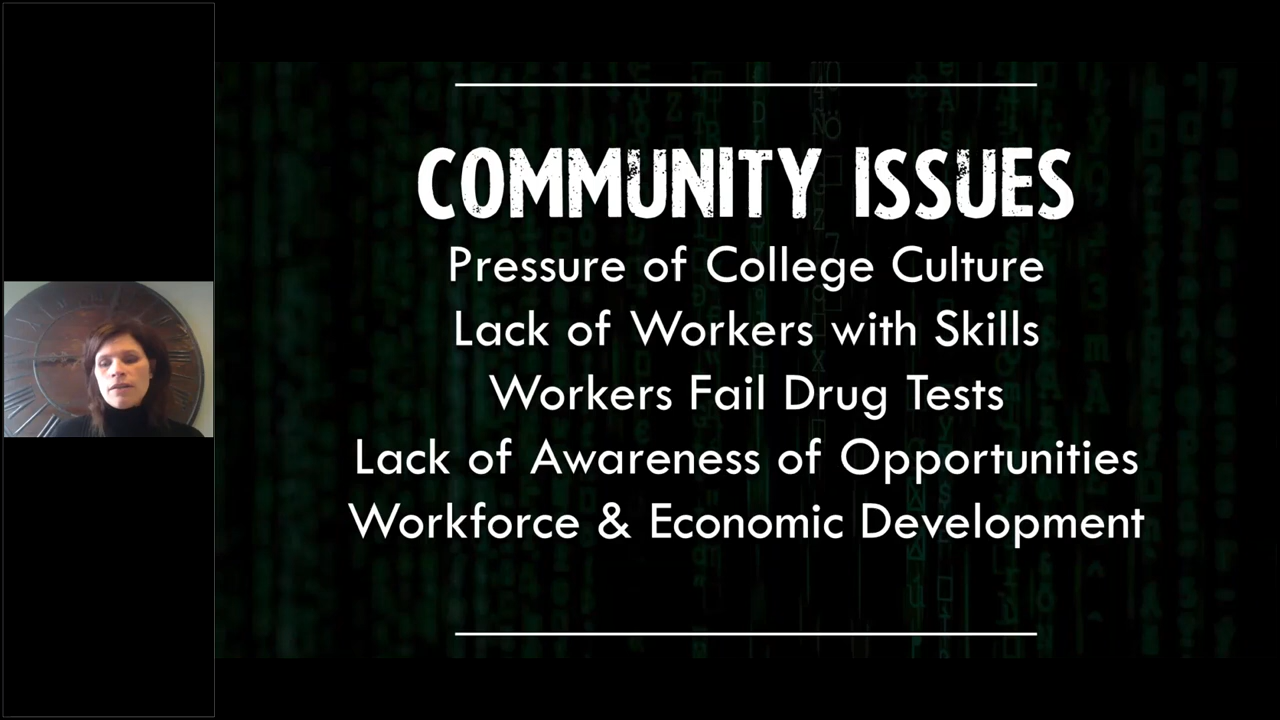 COMMUNITY ISSUES
Pressure of College Culture
Lack of Workers with Skills
Workers Fail Drug Tests
Lack of Awareness of Opportunities
Workforce & Economic Development